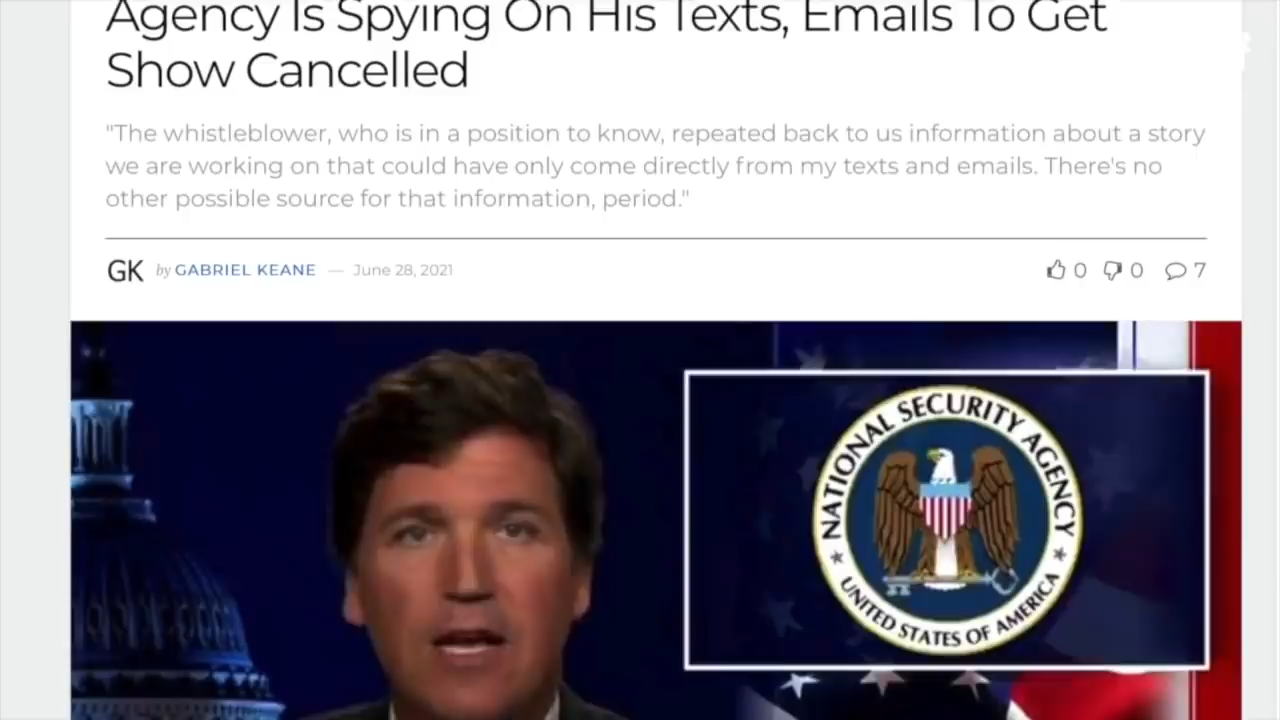 Agency Is Spying On His Texts, Emails To Get
Show Cancelled
"The whistleblower, who is in a position to know, repeated back to us information about a story
we are working on that could have only come directly from my texts and emails. There's no
other possible source for that information, period."
GK by GABRIEL KEANE — June 28, 2021 0 0 7
NATIONAL SECURITY AGENCY
UNITED STATES OF AMERICA